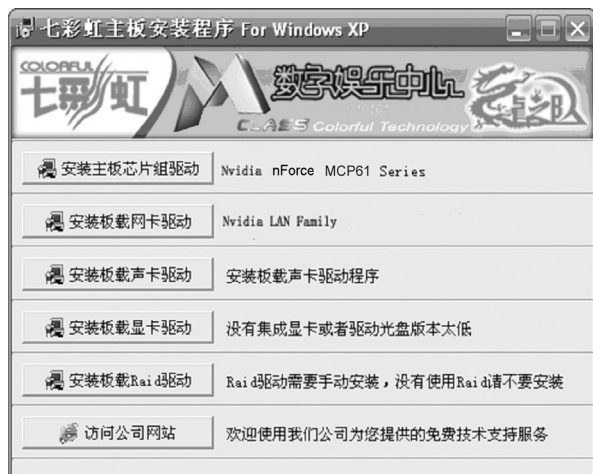 七彩虹主板安装程序 For Windows XP
COLORFUL
七彩虹
数字娱乐中心
CLASS Colorful Technology
安装主板芯片组驱动 Nvidia nForce MCP61 Series
安装板载网卡驱动 Nvidia LAN Family
安装板载声卡驱动 安装板载声卡驱动程序
安装板载显卡驱动 没有集成显卡或者驱动光盘版本太低
安装板载Raid驱动 Raid驱动需要手动安装，没有使用Raid请不要安装
访问公司网站 欢迎使用我们公司为您提供的免费技术支持服务